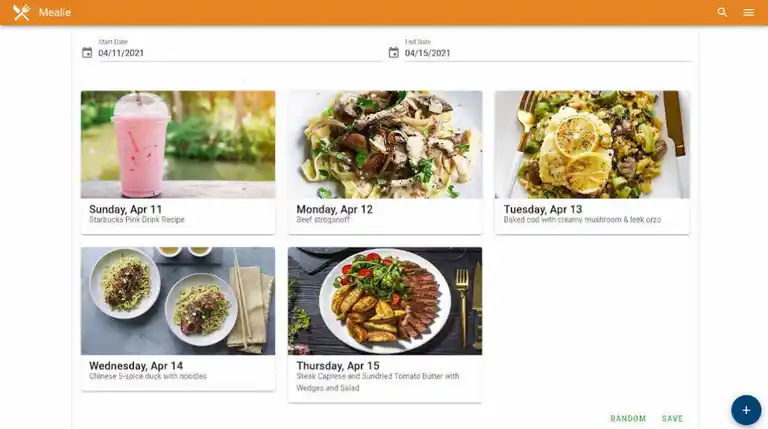 Mealie
Start Date
End Date
04/11/2021
04/15/2021
Sunday, Apr 11
Starbucks Pink Drink Recipe
Monday, Apr 12
Beef stroganoff
Tuesday, Apr 13
Baked cod with creamy mushroom & leek orzo
Wednesday, Apr 14
Chinese 5-spice duck with noodles
Thursday, Apr 15
Steak Caprese and Sundried Tomato Butter with
Wedges and Salad
RANDOM
SAVE